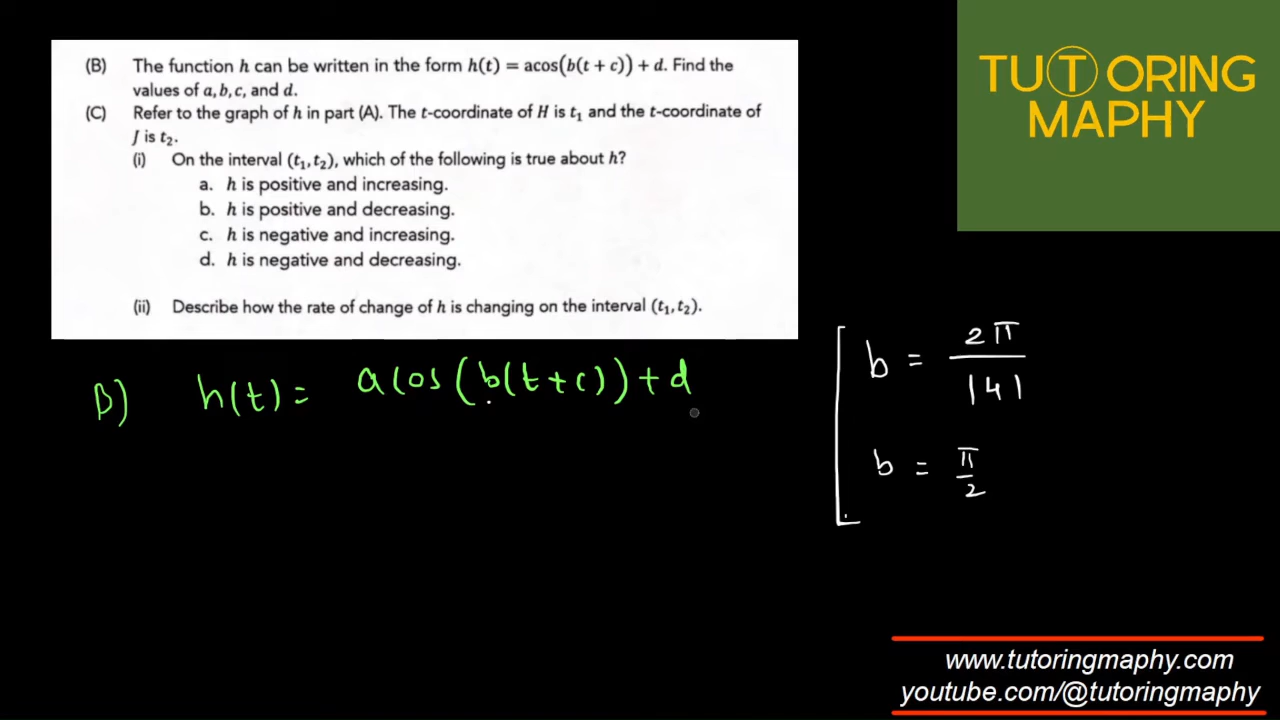 TUTORING
MAPHY
(B) The function h can be written in the form h(t) = acos(b(t + c)) + d. Find the
values of a, b, c, and d.
(C) Refer to the graph of h in part (A). The t-coordinate of H is t₁ and the t-coordinate of
J is t₂.
(i) On the interval (t₁, t₂), which of the following is true about h?
a. h is positive and increasing.
b. h is positive and decreasing.
c. h is negative and increasing.
d. h is negative and decreasing.
(ii) Describe how the rate of change of h is changing on the interval (t₁, t₂).
B) h(t) = a cos(b(t+c)) + d
b = 2π / |4|
b = π/2
www.tutoringmaphy.com
youtube.com/@tutoringmaphy